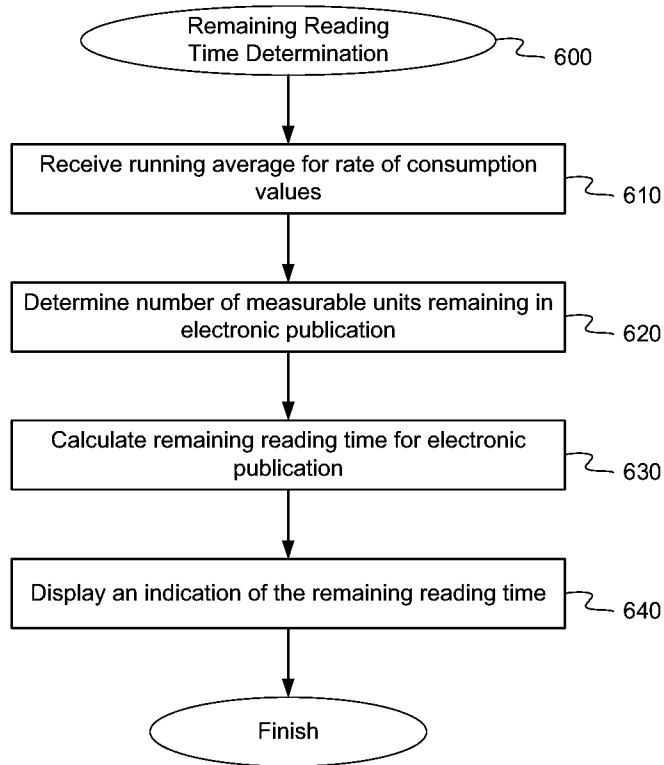 Remaining Reading
Time Determination
600
Receive running average for rate of consumption
values
610
Determine number of measurable units remaining in
electronic publication
620
Calculate remaining reading time for electronic
publication
630
Display an indication of the remaining reading time
640
Finish